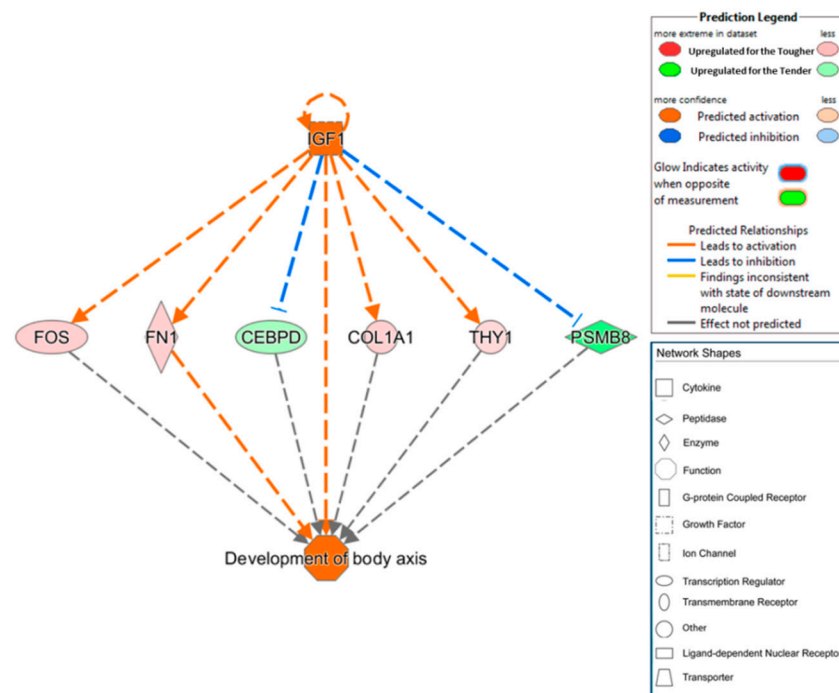 Prediction Legend
more extreme in dataset less
Upregulated for the Tougher
Upregulated for the Tender
more confidence less
Predicted activation
Predicted inhibition
Glow Indicates activity
when opposite
of measurement
Predicted Relationships
Leads to activation
Leads to inhibition
Findings inconsistent
with state of downstream
molecule
Effect not predicted
IGF1
FOS FN1 CEBPD COL1A1 THY1 PSMB8
Development of body axis
Network Shapes
Cytokine
Peptidase
Enzyme
Function
G-protein Coupled Receptor
Growth Factor
Ion Channel
Transcription Regulator
Transmembrane Receptor
Other
Ligand-dependent Nuclear Recepto
Transporter